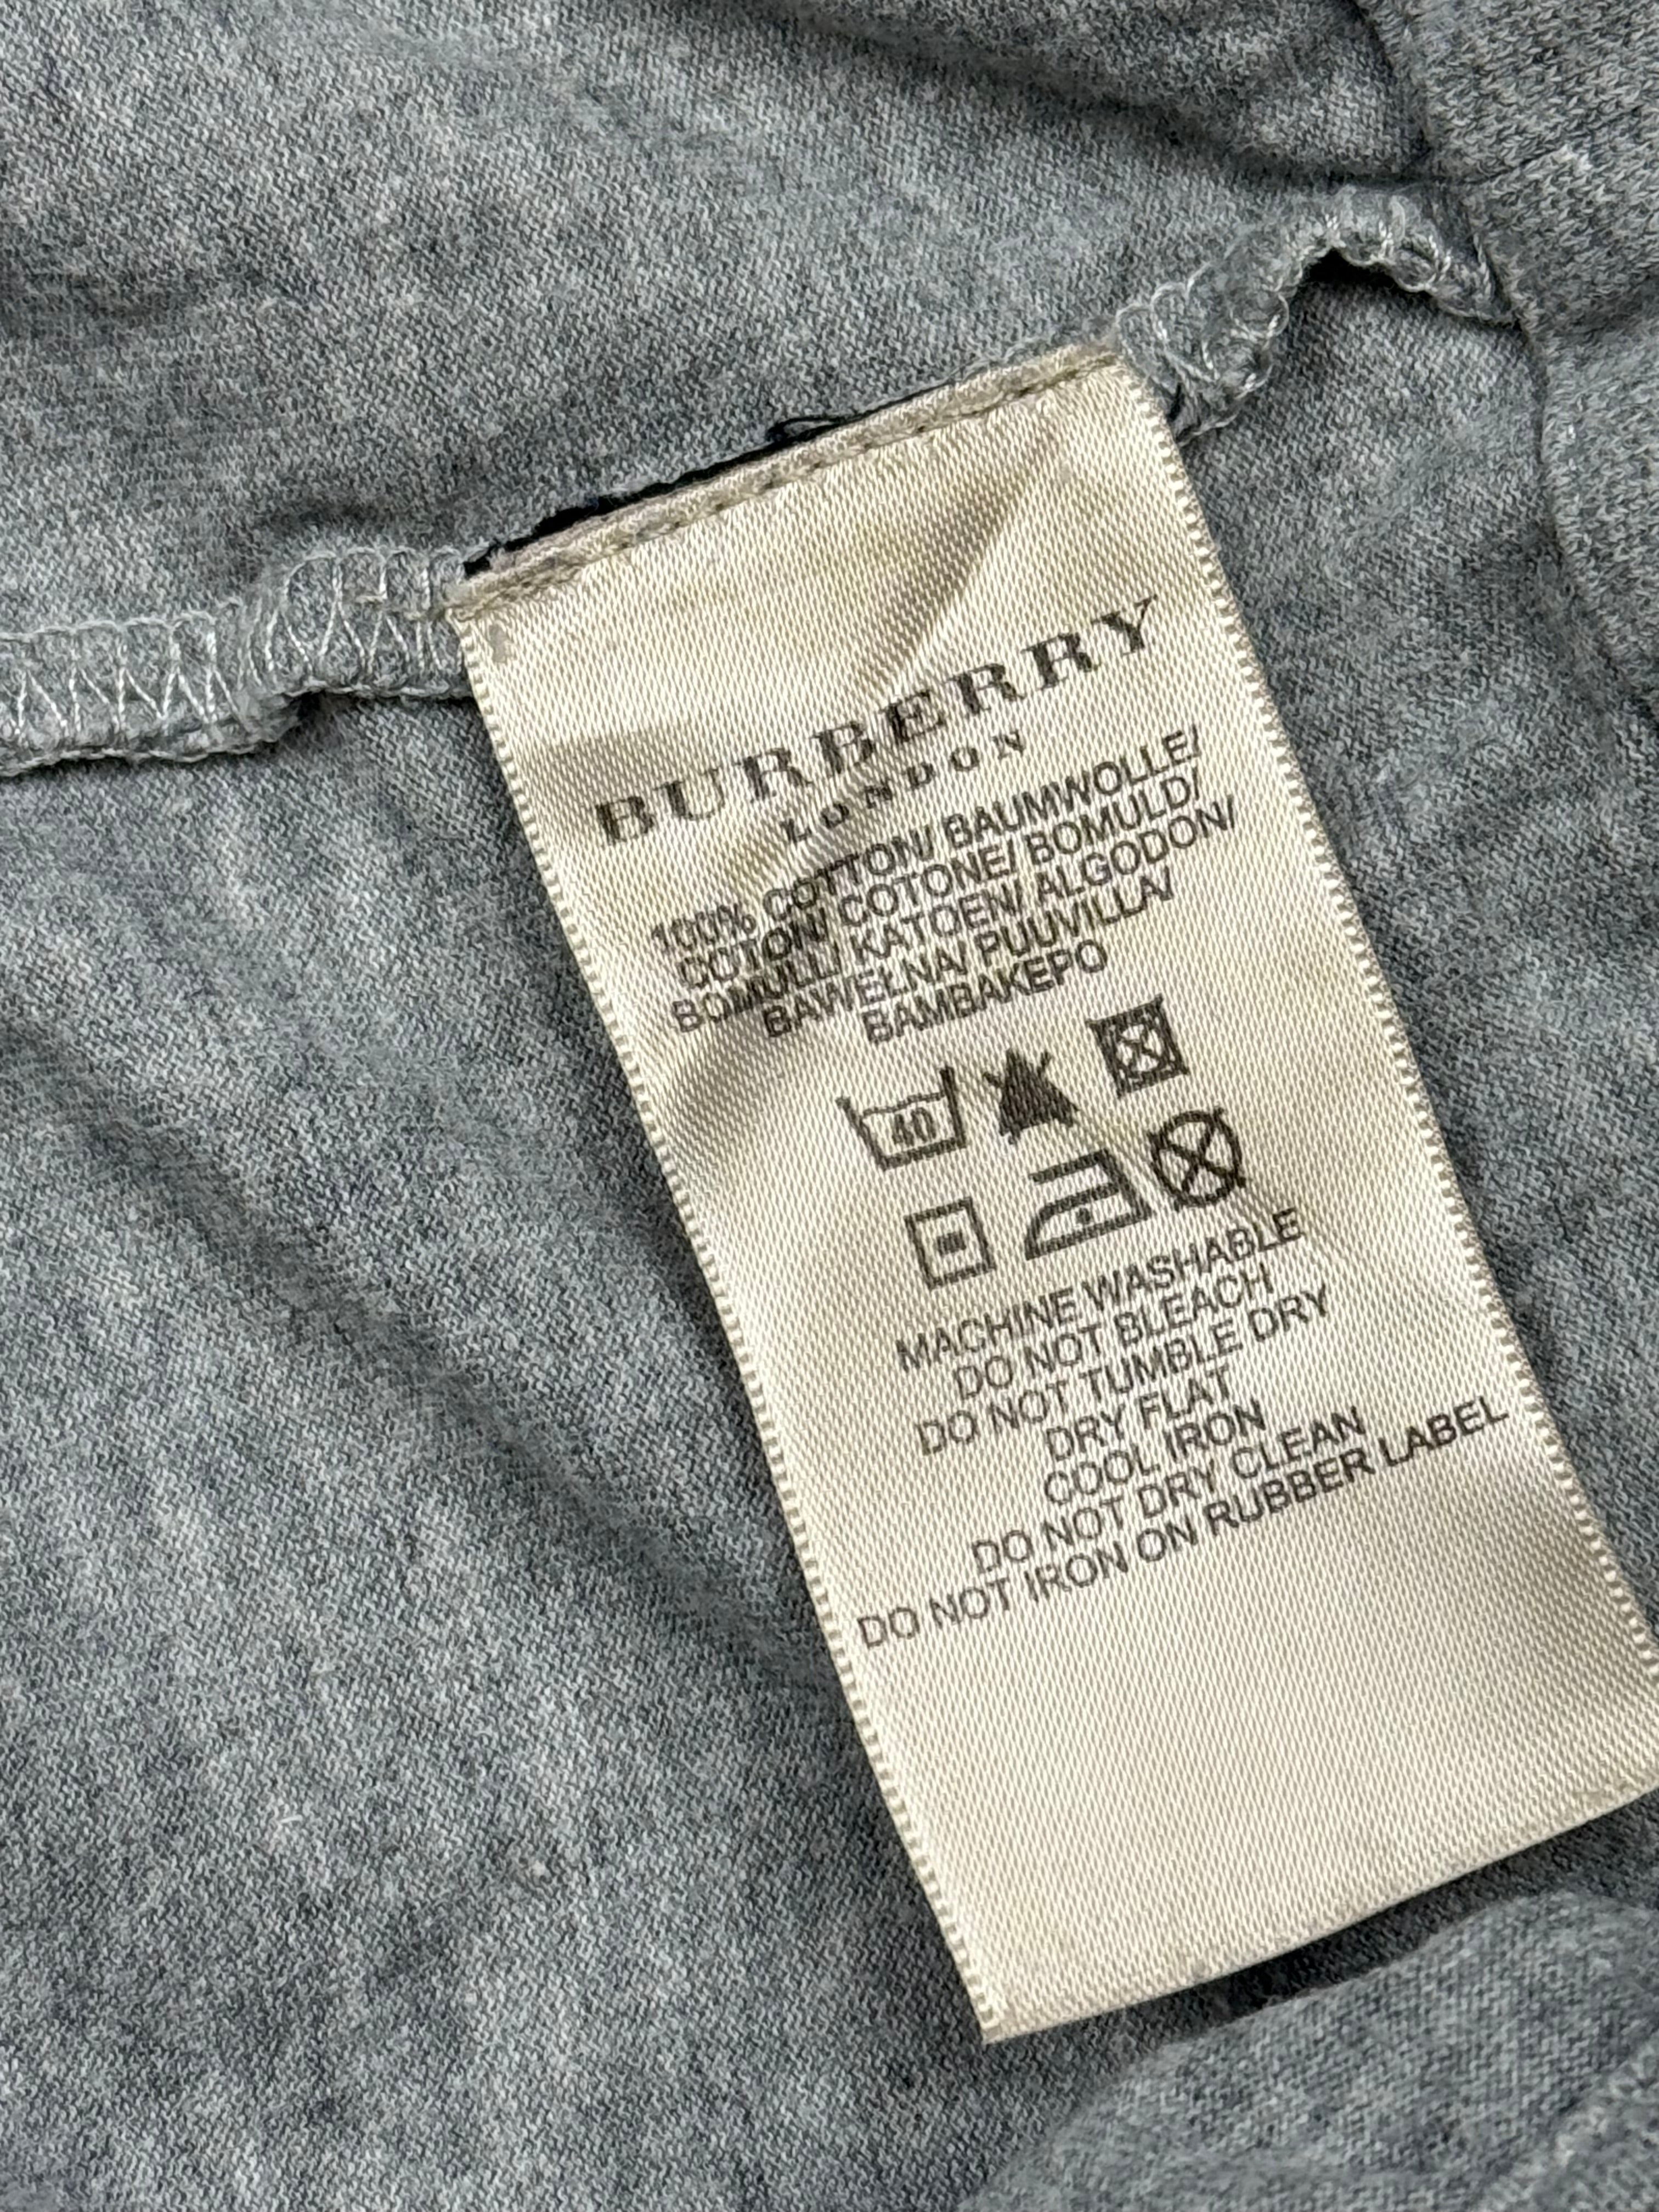 BURBERRY
LONDON
100% COTTON/ BAUMWOLLE/
COTON/ COTONE/ BOMULD/
BOMULL/ KATOEN/ ALGODON/
BAWEŁNA/ PUUVILLA/
BAMBAKEPO
40
MACHINE WASHABLE
DO NOT BLEACH
DO NOT TUMBLE DRY
DRY FLAT
COOL IRON
DO NOT DRY CLEAN
DO NOT IRON ON RUBBER LABEL